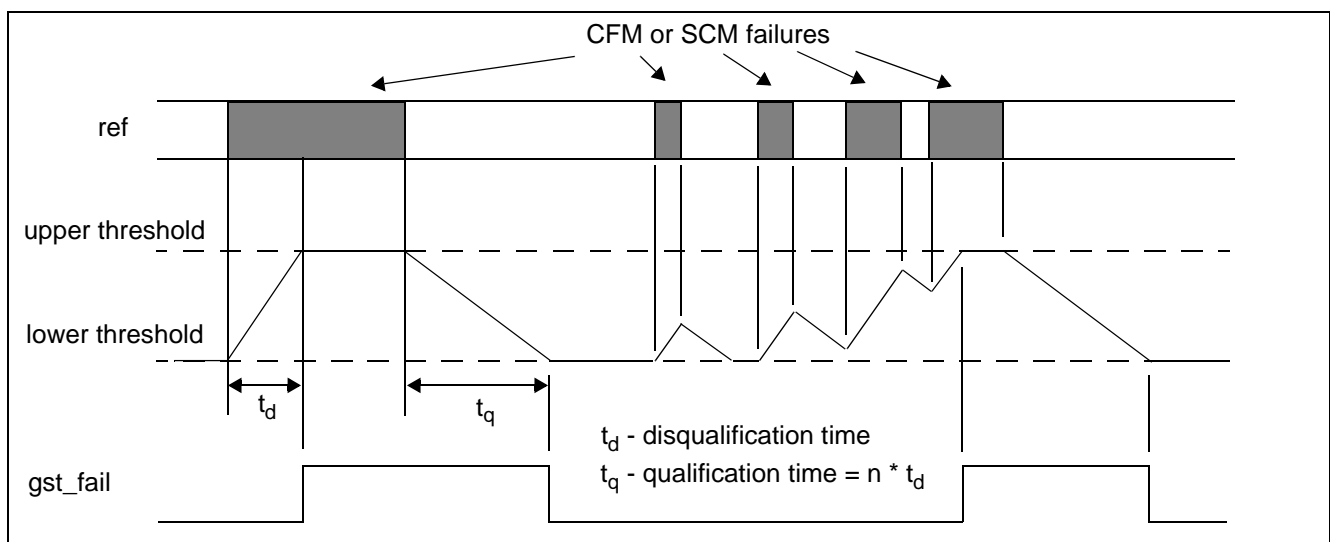 CFM or SCM failures
ref
upper threshold
lower threshold
td
tq
td - disqualification time
tq - qualification time = n * td
gst_fail